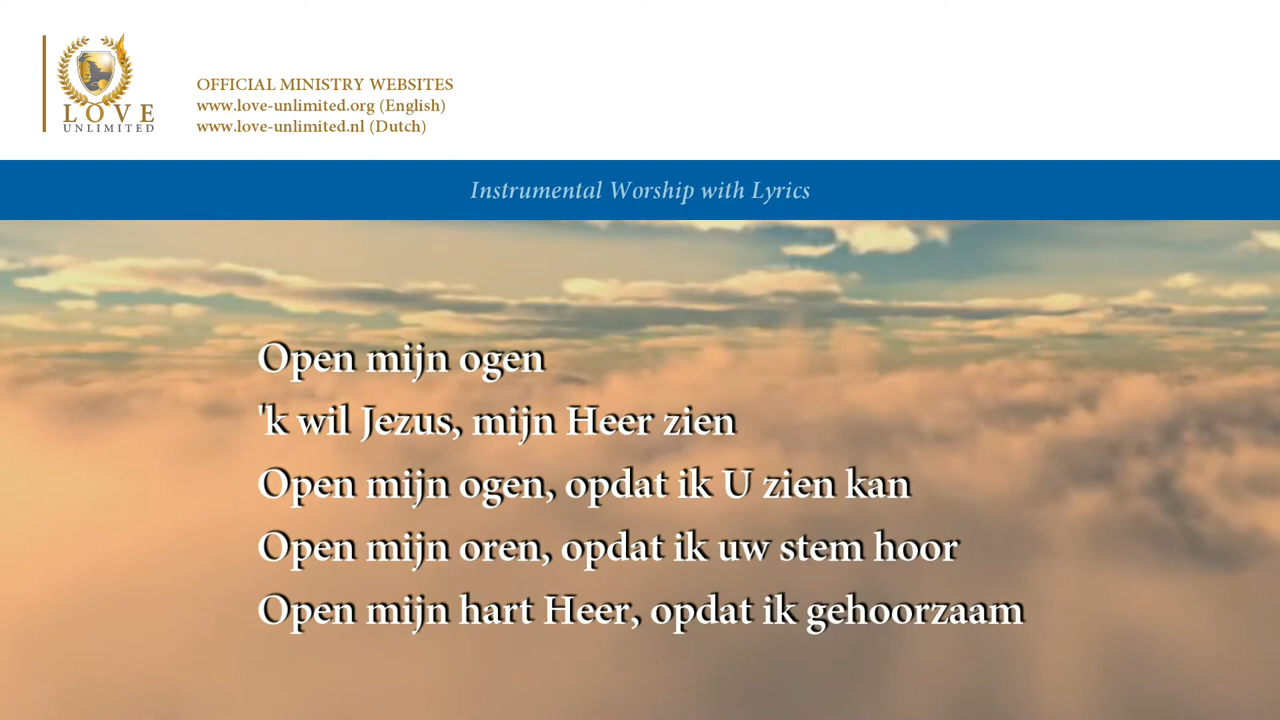 LOVE
UNLIMITED
OFFICIAL MINISTRY WEBSITES
www.love-unlimited.org (English)
www.love-unlimited.nl (Dutch)
Instrumental Worship with Lyrics
Open mijn ogen
'k wil Jezus, mijn Heer zien
Open mijn ogen, opdat ik U zien kan
Open mijn oren, opdat ik uw stem hoor
Open mijn hart Heer, opdat ik gehoorzaam